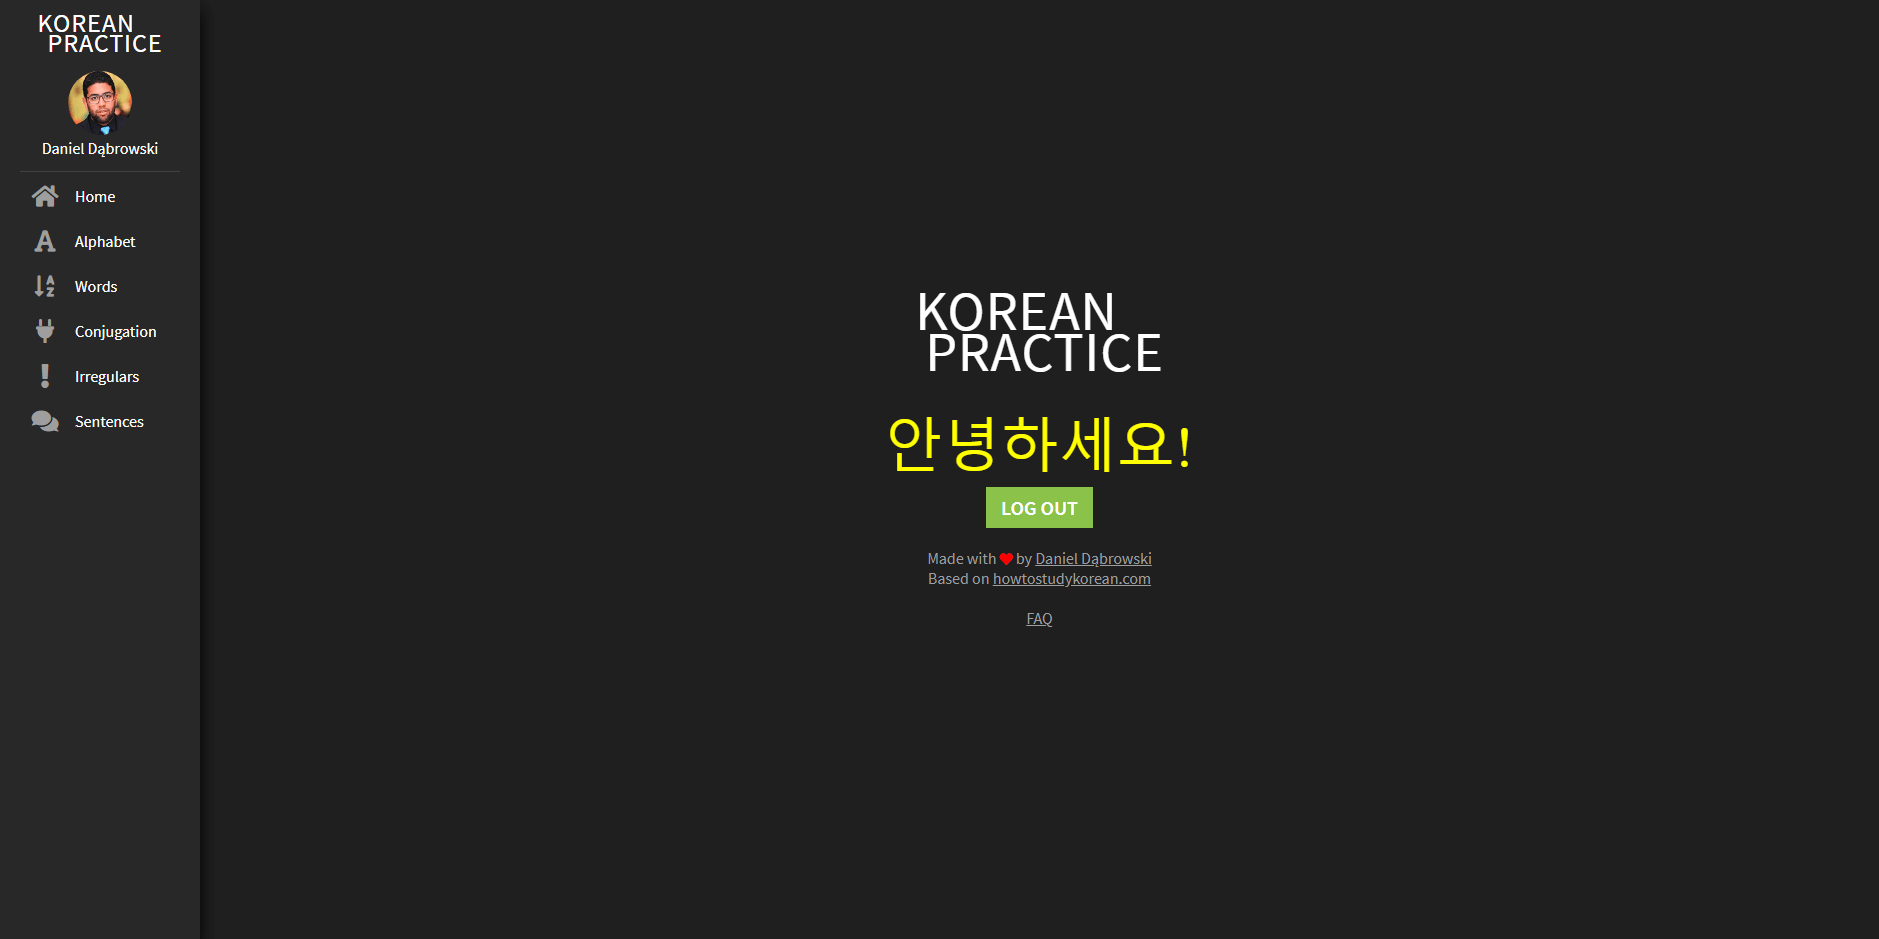 KOREAN
PRACTICE
Daniel Dąbrowski
Home
Alphabet
Words
Conjugation
Irregulars
Sentences
KOREAN
PRACTICE
안녕하세요!
LOG OUT
Made with ❤ by Daniel Dąbrowski
Based on howtostudykorean.com
FAQ